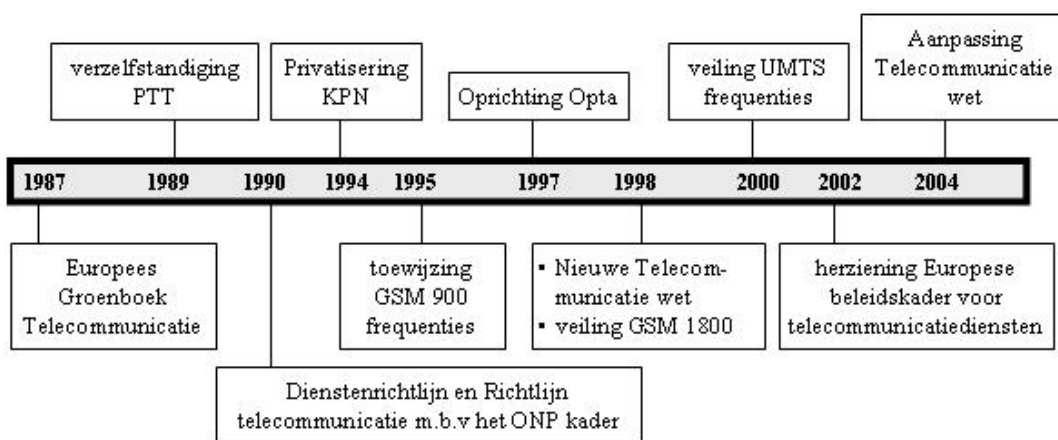 verzelfstandiging
PTT
Privatisering
KPN
Oprichting Opta
veiling UMTS
frequenties
Aanpassing
Telecommunicatie
wet
1987 1989 1990 1994 1995 1997 1998 2000 2002 2004
Europees
Groenboek
Telecommunicatie
toewijzing
GSM 900
frequenties
▪ Nieuwe Telecom-
municatie wet
▪ veiling GSM 1800
herziening Europese
beleidskader voor
telecommunicatiediensten
Dienstenrichtlijn en Richtlijn
telecommunicatie m.b.v het ONP kader